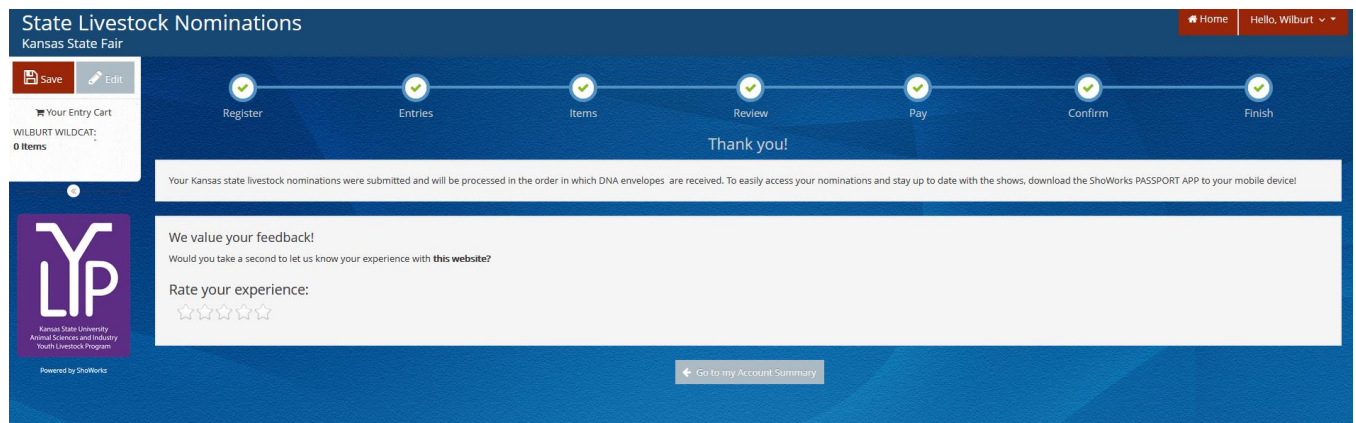 State Livestock Nominations
Kansas State Fair
Home
Hello, Wilburt
Save
Edit
Your Entry Cart
WILBURT WILDCAT:
0 Items
Register
Entries
Items
Review
Pay
Confirm
Finish
Thank you!
Your Kansas state livestock nominations were submitted and will be processed in the order in which DNA envelopes are received. To easily access your nominations and stay up to date with the shows, download the ShoWorks PASSPORT APP to your mobile device!
We value your feedback!
Would you take a second to let us know your experience with this website?
Rate your experience:
YLP
Kansas State University
Animal Sciences and Industry
Youth Livestock Program
Powered by ShoWorks
Go to my Account Summary